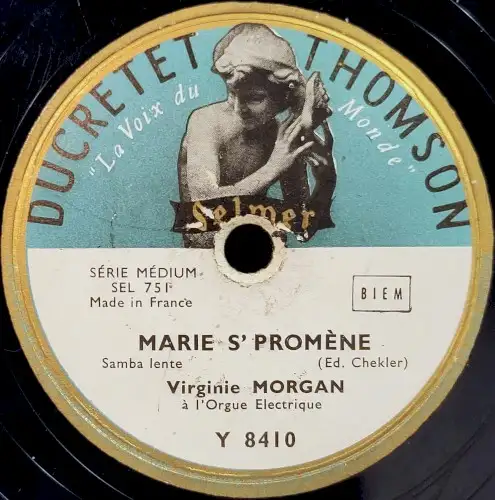 DUCRETET THOMSON
"La Voix du Monde"
Selmer
SÉRIE MÉDIUM
SEL 751
Made in France
BIEM
MARIE S' PROMÈNE
Samba lente (Ed. Chekler)
Virginie MORGAN
à l'Orgue Electrique
Y 8410